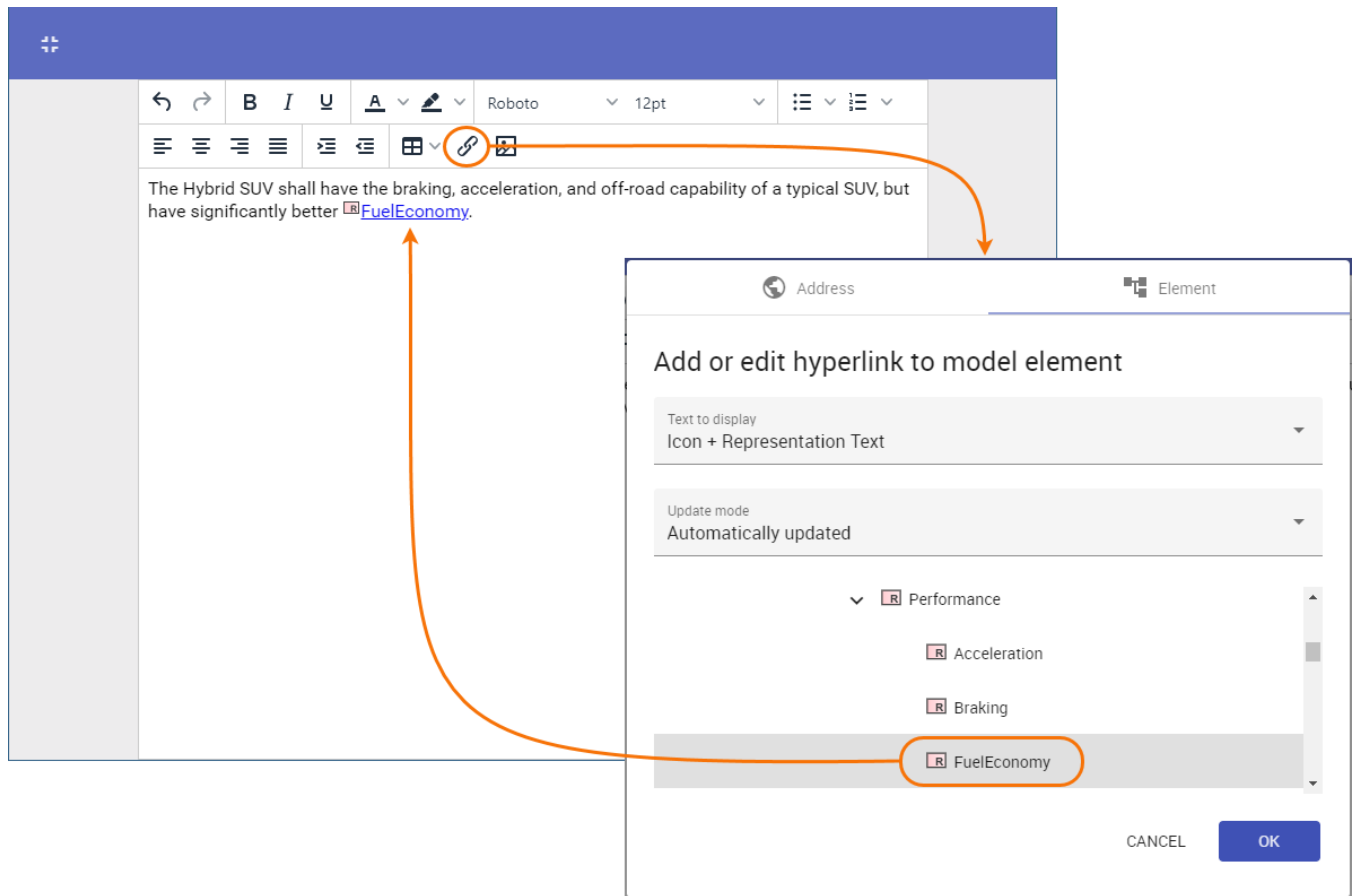 B I U A Roboto 12pt
The Hybrid SUV shall have the braking, acceleration, and off-road capability of a typical SUV, but
have significantly better R FuelEconomy.
Address Element
Add or edit hyperlink to model element
Text to display
Icon + Representation Text
Update mode
Automatically updated
R Performance
R Acceleration
R Braking
R FuelEconomy
CANCEL OK